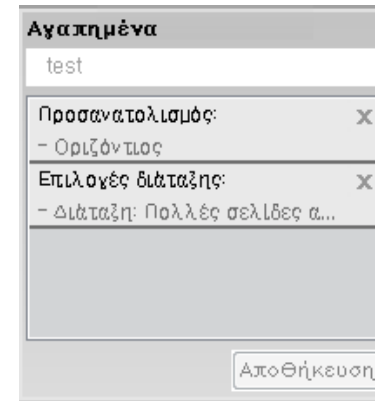 Αγαπημένα
test
Προσανατολισμός: x
- Οριζόντιος
Επιλογές διάταξης: x
- Διάταξη: Πολλές σελίδες α...
Αποθήκευση